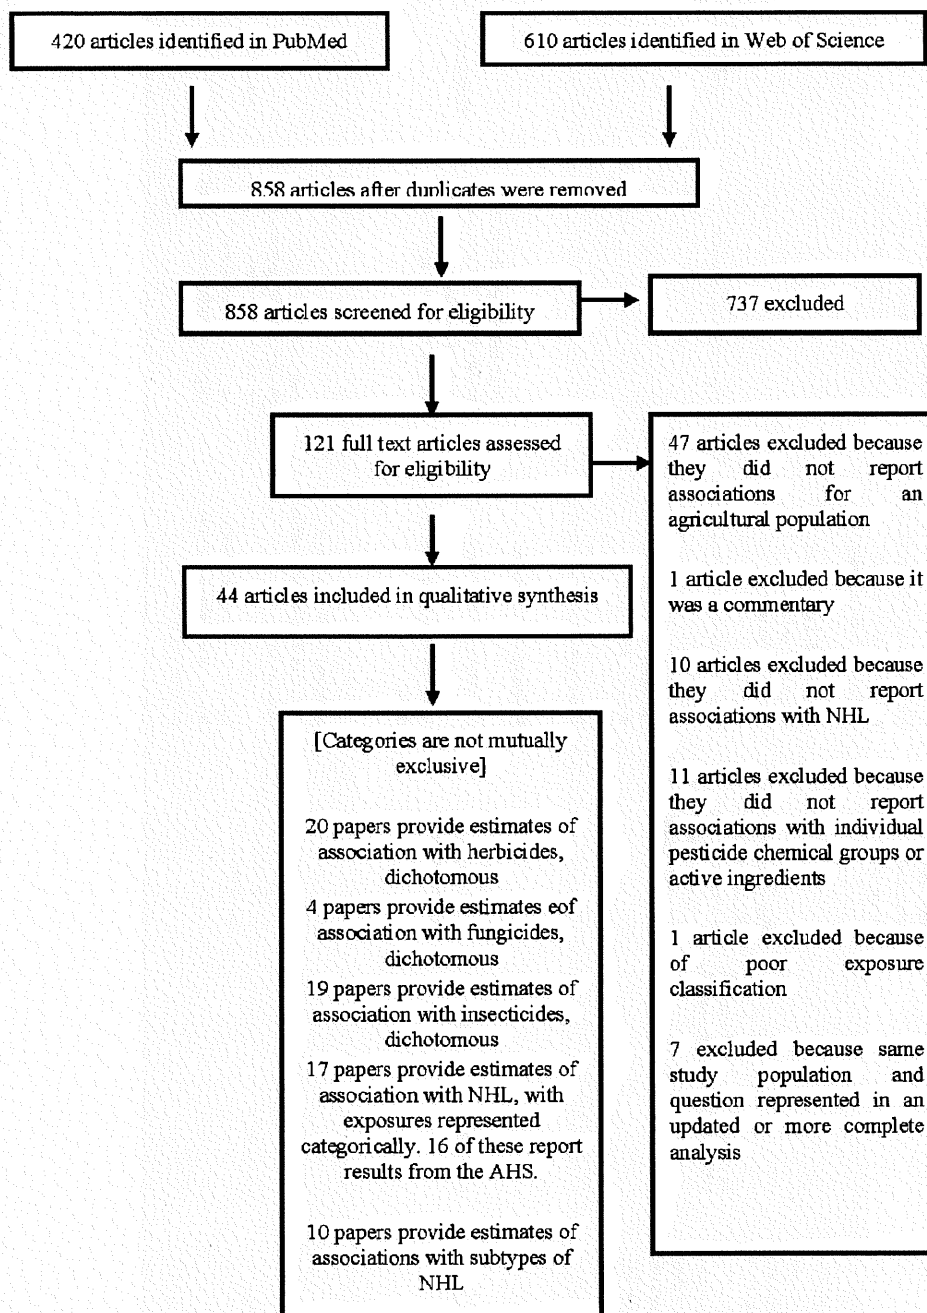 420 articles identified in PubMed
610 articles identified in Web of Science
858 articles after duplicates were removed
858 articles screened for eligibility
737 excluded
121 full text articles assessed
for eligibility
47 articles excluded because
they did not report
associations for an
agricultural population
1 article excluded because it
was a commentary
10 articles excluded because
they did not report
associations with NHL
11 articles excluded because
they did not report
associations with individual
pesticide chemical groups or
active ingredients
1 article excluded because
of poor exposure
classification
7 excluded because same
study population and
question represented in an
updated or more complete
analysis
44 articles included in qualitative synthesis
[Categories are not mutually
exclusive]
20 papers provide estimates of
association with herbicides,
dichotomous
4 papers provide estimates eof
association with fungicides,
dichotomous
19 papers provide estimates of
association with insecticides,
dichotomous
17 papers provide estimates of
association with NHL, with
exposures represented
categorically. 16 of these report
results from the AHS.
10 papers provide estimates of
associations with subtypes of
NHL